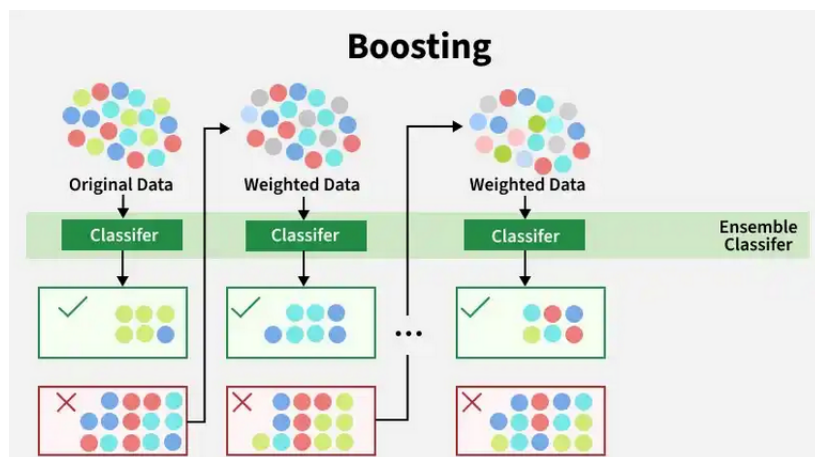 Boosting
Original Data
Weighted Data
Weighted Data
Classifer
Classifer
Classifer
Ensemble
Classifer
...